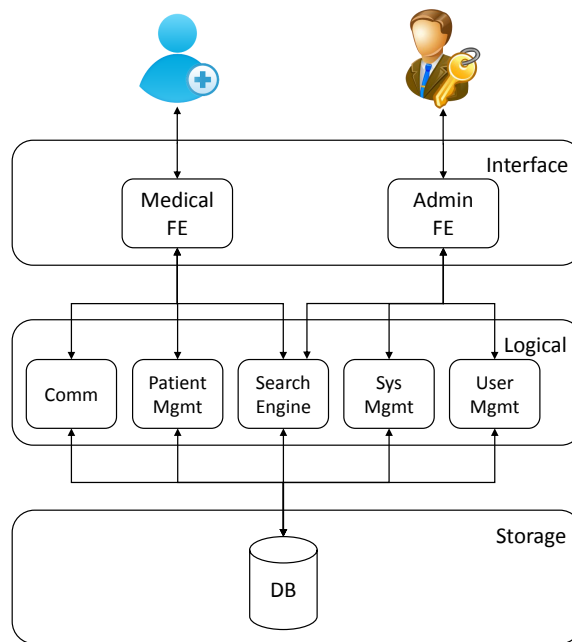 Interface
Medical
FE
Admin
FE
Logical
Comm
Patient
Mgmt
Search
Engine
Sys
Mgmt
User
Mgmt
Storage
DB